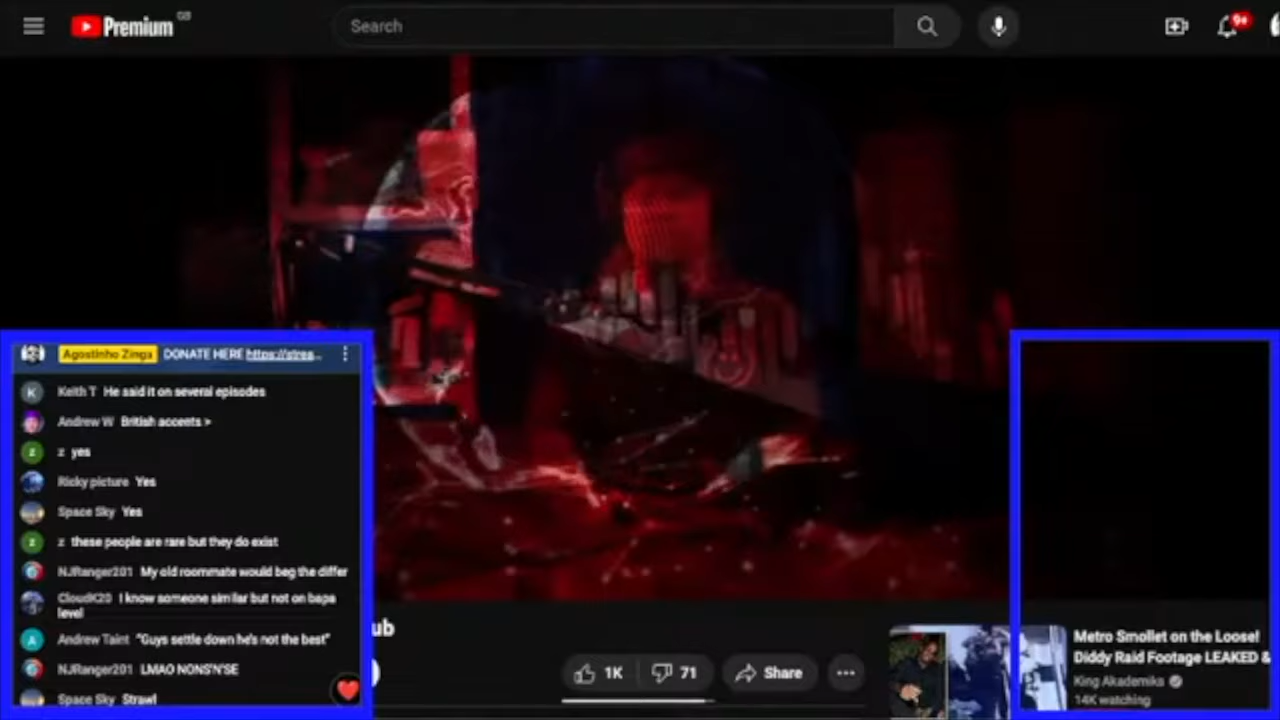 Premium GB
Search
9+
Agostinho Zinga DONATE HERE https://strea...
Keith T He said it on several episodes
Andrew W British accents >
z yes
Ricky picture Yes
Space Sky Yes
z these people are rare but they do exist
NJRanger201 My old roommate would beg the differ
CloudK20 I know someone similar but not on bapa
level
Andrew Taint "Guys settle down he's not the best"
NJRanger201 LMAO NONS'N'SE
Space Sky Strawl
ub
1K
71
Share
Metro Smollet on the Loose!
Diddy Raid Footage LEAKED &
King Akademiks
14K watching